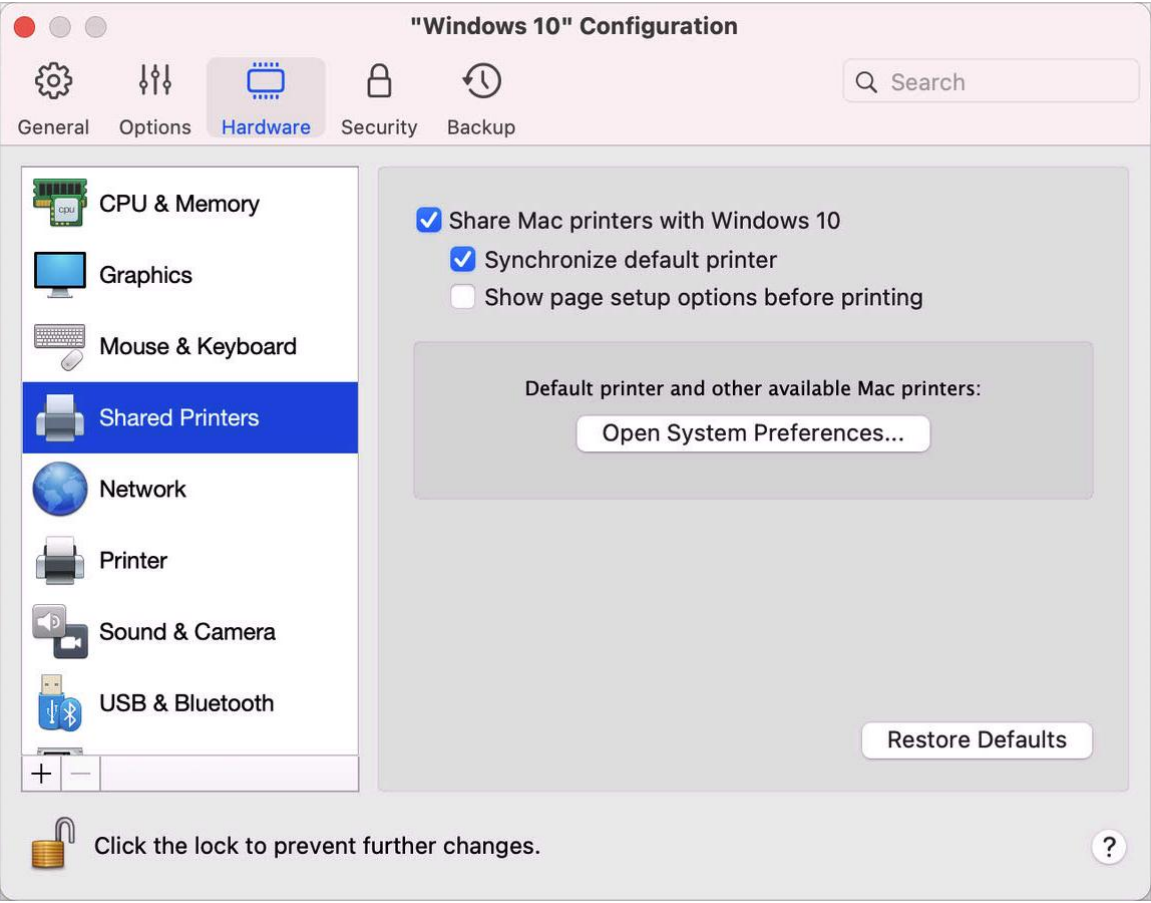 "Windows 10" Configuration
General Options Hardware Security Backup
Search
CPU & Memory
Graphics
Mouse & Keyboard
Shared Printers
Network
Printer
Sound & Camera
USB & Bluetooth
Share Mac printers with Windows 10
Synchronize default printer
Show page setup options before printing
Default printer and other available Mac printers:
Open System Preferences...
Restore Defaults
Click the lock to prevent further changes.
?